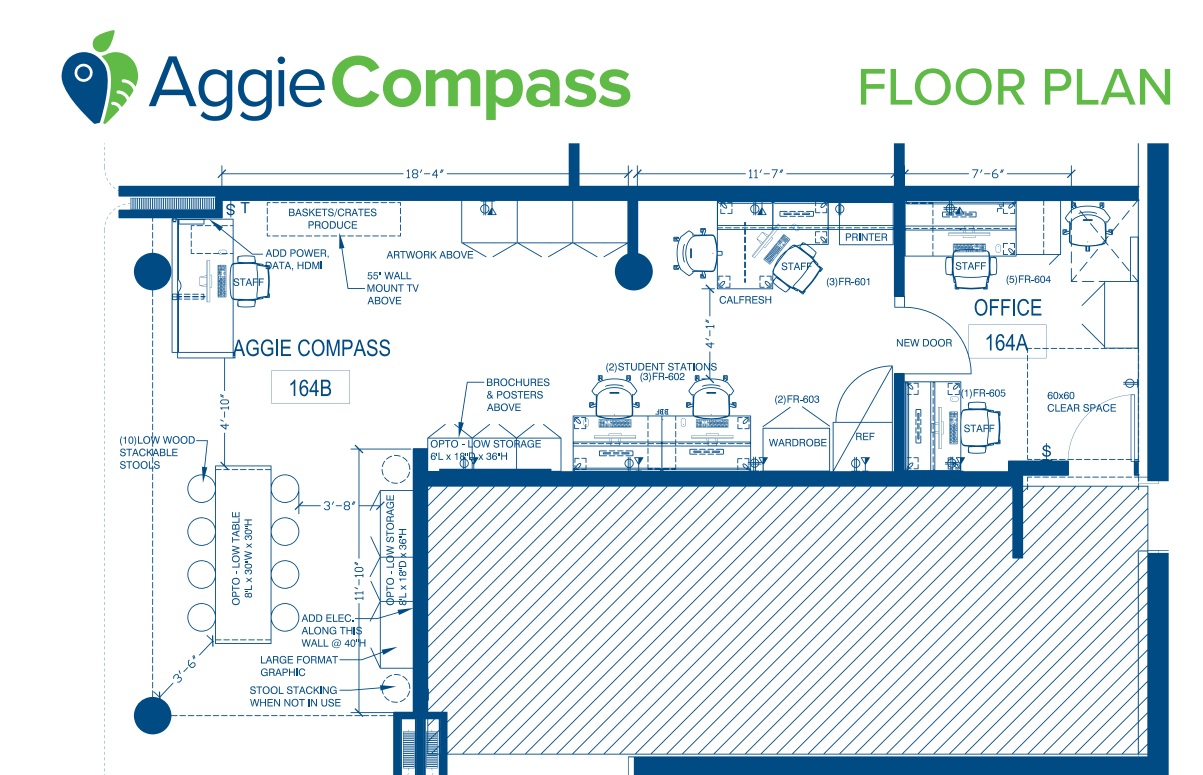 AggieCompass
FLOOR PLAN
18'-4"
11'-7"
7'-6"
S T
BASKETS/CRATES
PRODUCE
ADD POWER,
DATA, HDMI
ARTWORK ABOVE
55" WALL
MOUNT TV
ABOVE
STAFF
PRINTER
STAFF
(3)FR-601
CALFRESH
STAFF
(5)FR-604
OFFICE
164A
NEW DOOR
4'-1"
AGGIE COMPASS
164B
(2)STUDENT STATIONS
(3)FR-602
BROCHURES
& POSTERS
ABOVE
(2)FR-603
(1)FR-605
60x60
CLEAR SPACE
4'-10"
OPTO - LOW STORAGE
6'L x 18"D x 36"H
WARDROBE
REF
STAFF
S
(10)LOW WOOD
STACKABLE
STOOLS
3'-8"
OPTO - LOW TABLE
8'L x 30"W x 30"H
OPTO - LOW STORAGE
8'L x 18"D x 36"H
11'-10"
ADD ELEC.
ALONG THIS
WALL @ 40"H
LARGE FORMAT
GRAPHIC
3'-6"
STOOL STACKING
WHEN NOT IN USE